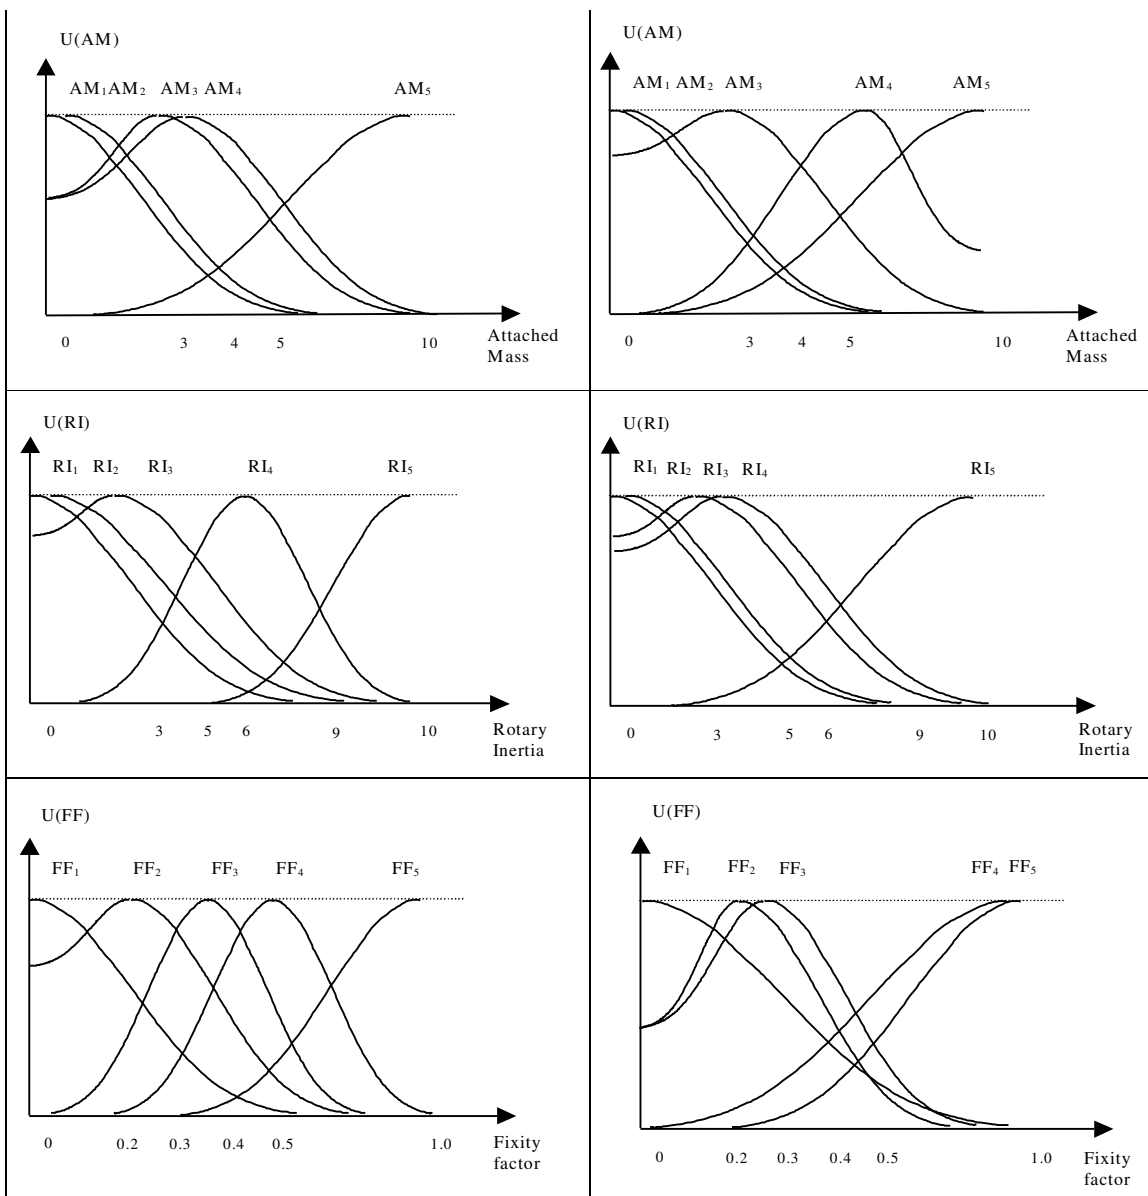 U(AM)
AM₁AM₂ AM₃ AM₄ AM₅
0 3 4 5 10
Attached
Mass
U(AM)
AM₁ AM₂ AM₃ AM₄ AM₅
0 3 4 5 10
Attached
Mass
U(RI)
RI₁ RI₂ RI₃ RI₄ RI₅
0 3 5 6 9 10
Rotary
Inertia
U(RI)
RI₁ RI₂ RI₃ RI₄ RI₅
0 3 5 6 9 10
Rotary
Inertia
U(FF)
FF₁ FF₂ FF₃ FF₄ FF₅
0 0.2 0.3 0.4 0.5 1.0
Fixity
factor
U(FF)
FF₁ FF₂ FF₃ FF₄ FF₅
0 0.2 0.3 0.4 0.5 1.0
Fixity
factor